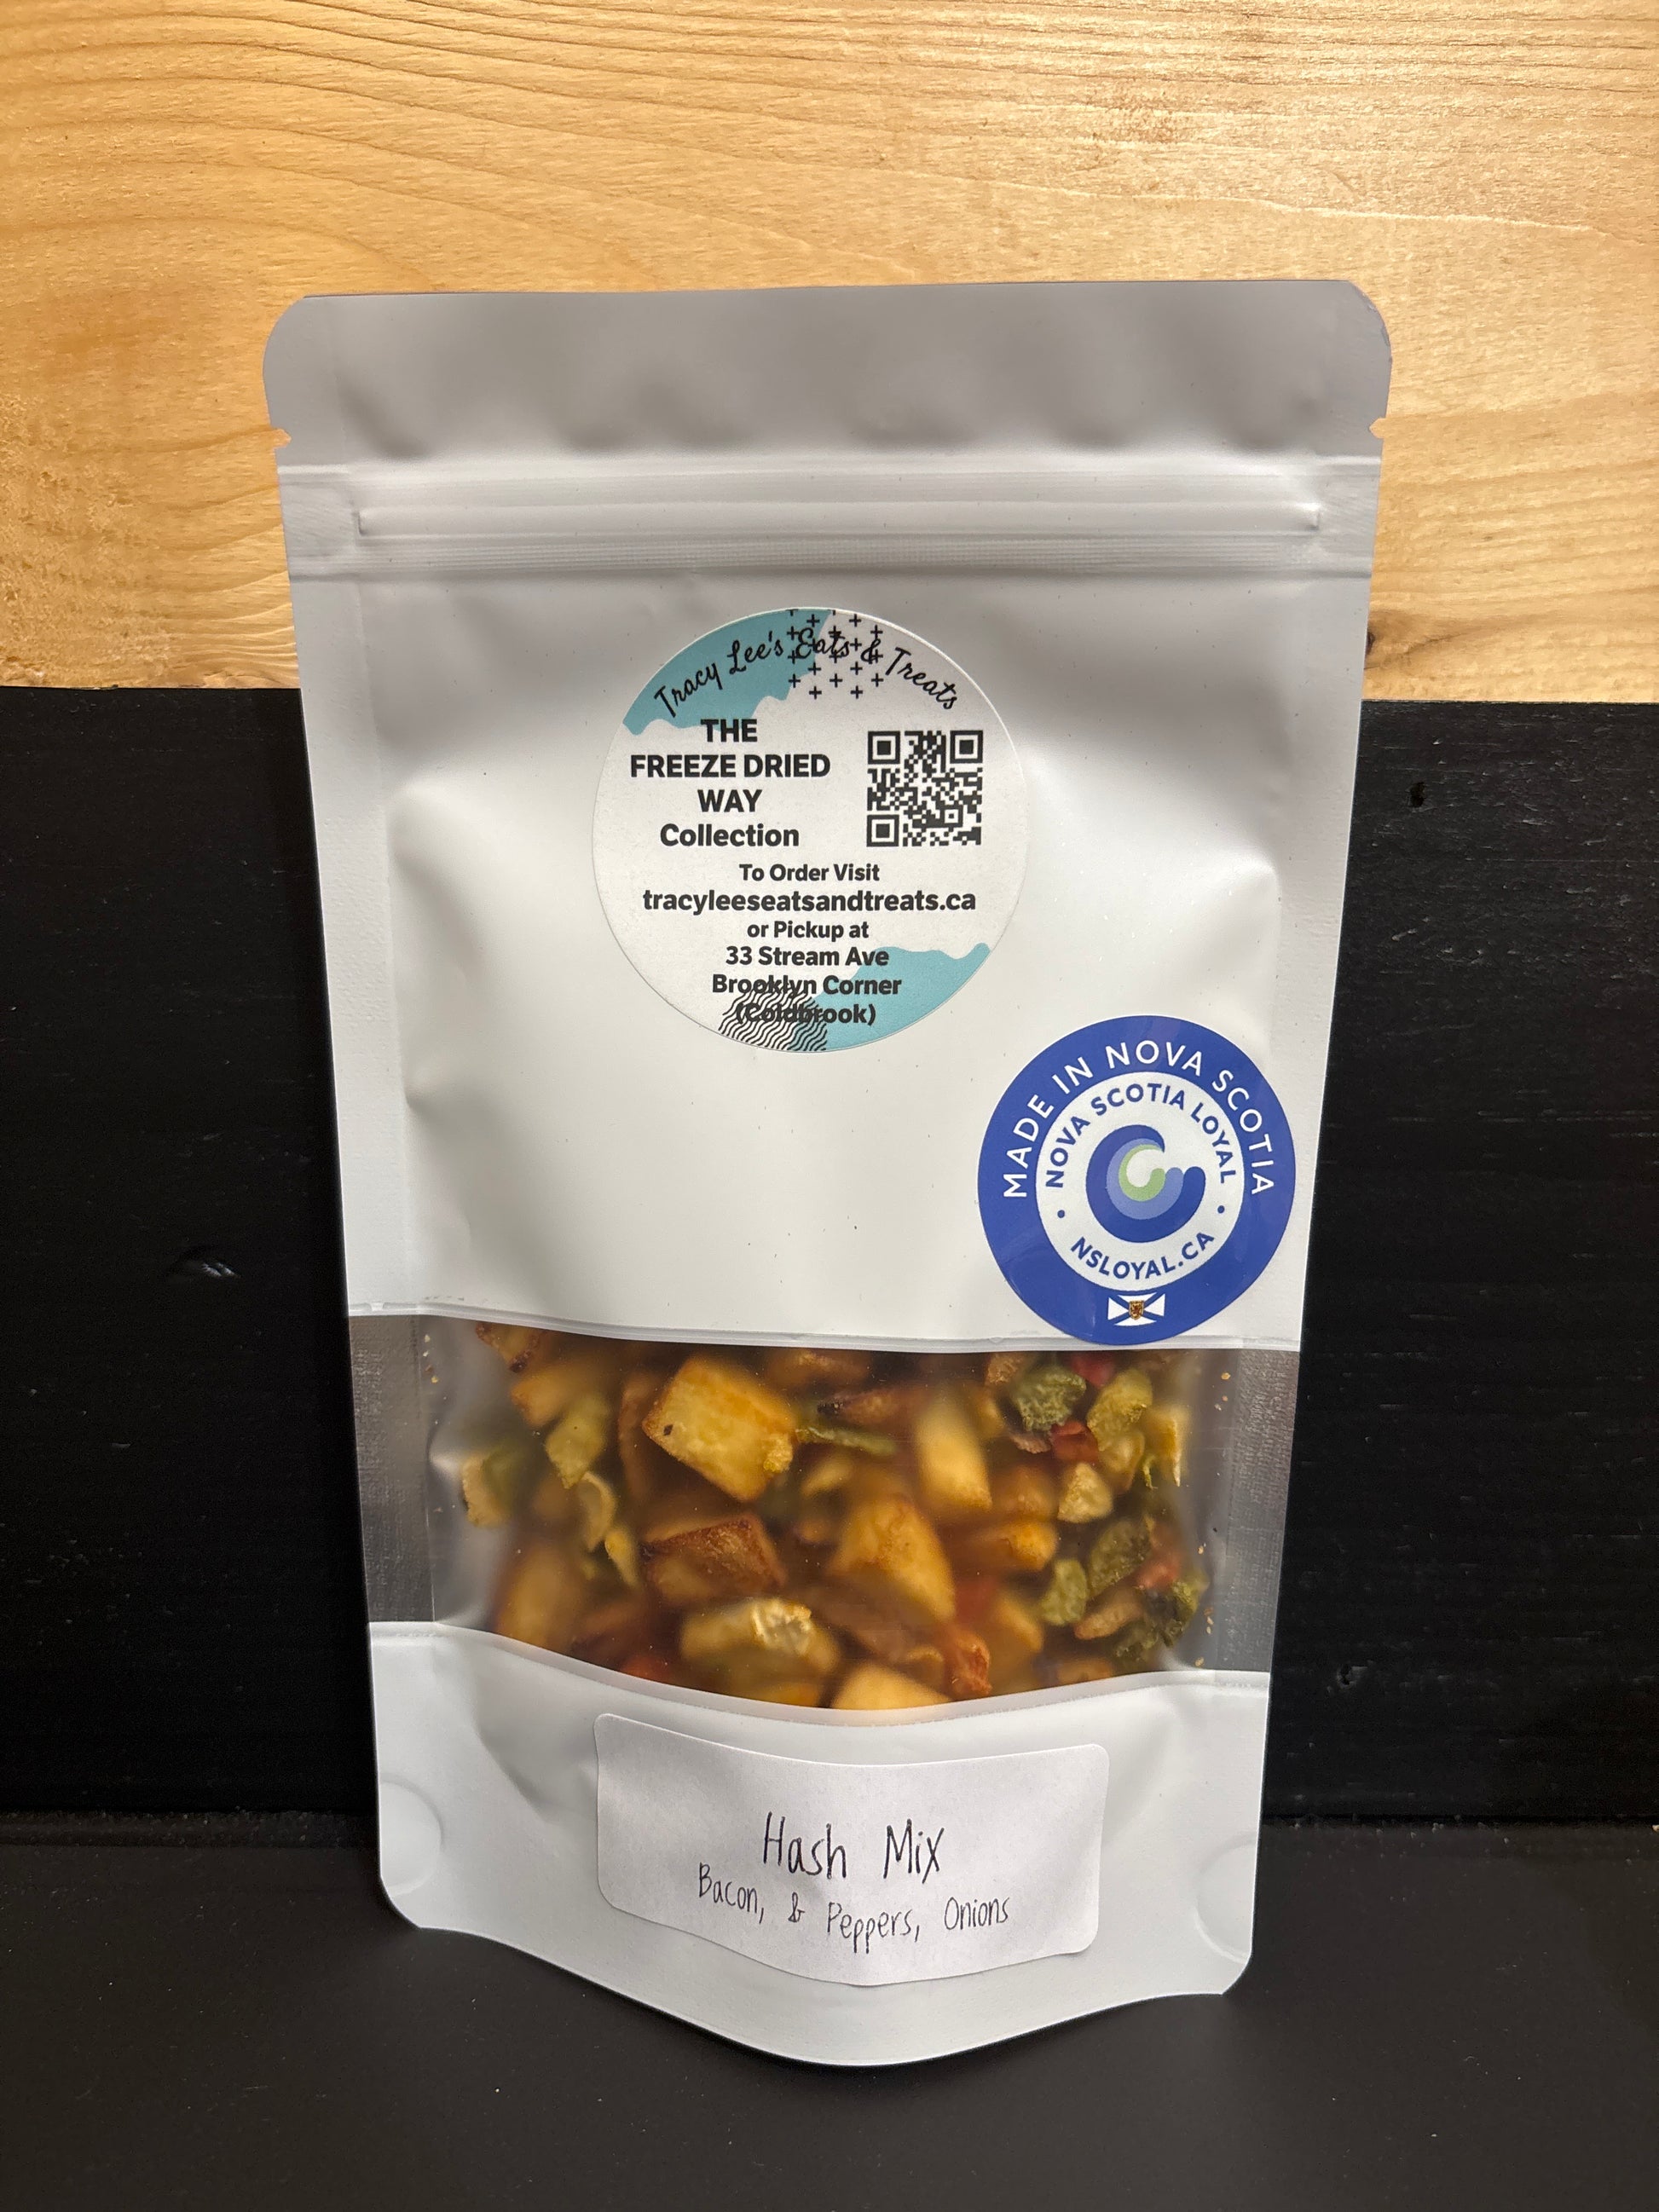 Tracy Lee's Eats & Treats
THE
FREEZE DRIED
WAY
Collection
To Order Visit
tracyleeseatsandtreats.ca
or Pickup at
33 Stream Ave
Brooklyn Corner
(Coldbrook)
MADE IN NOVA SCOTIA
NOVA SCOTIA LOYAL
NSLOYAL.CA
Hash Mix
Bacon, & Peppers, Onions